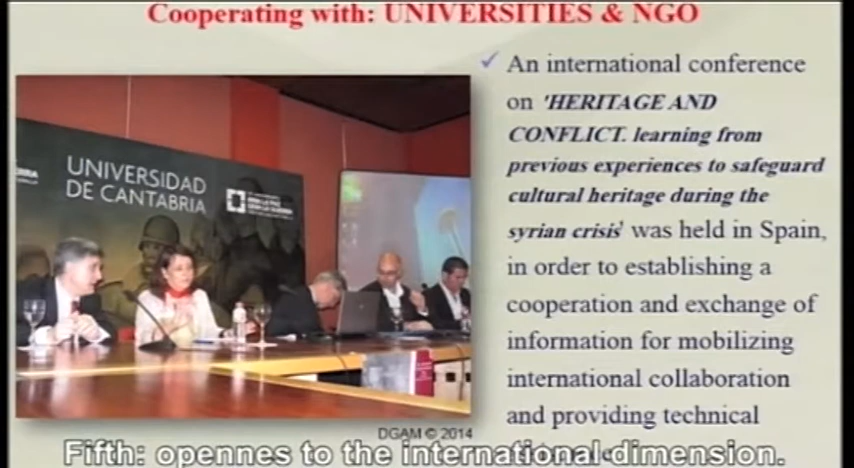 Cooperating with: UNIVERSITIES & NGO
✓ An international conference
on 'HERITAGE AND
CONFLICT. learning from
previous experiences to safeguard
cultural heritage during the
syrian crisis' was held in Spain,
in order to establishing a
cooperation and exchange of
information for mobilizing
international collaboration
and providing technical
UNIVERSIDAD
DE CANTABRIA
DGAM © 2014
Fifth: opennes to the international dimension.